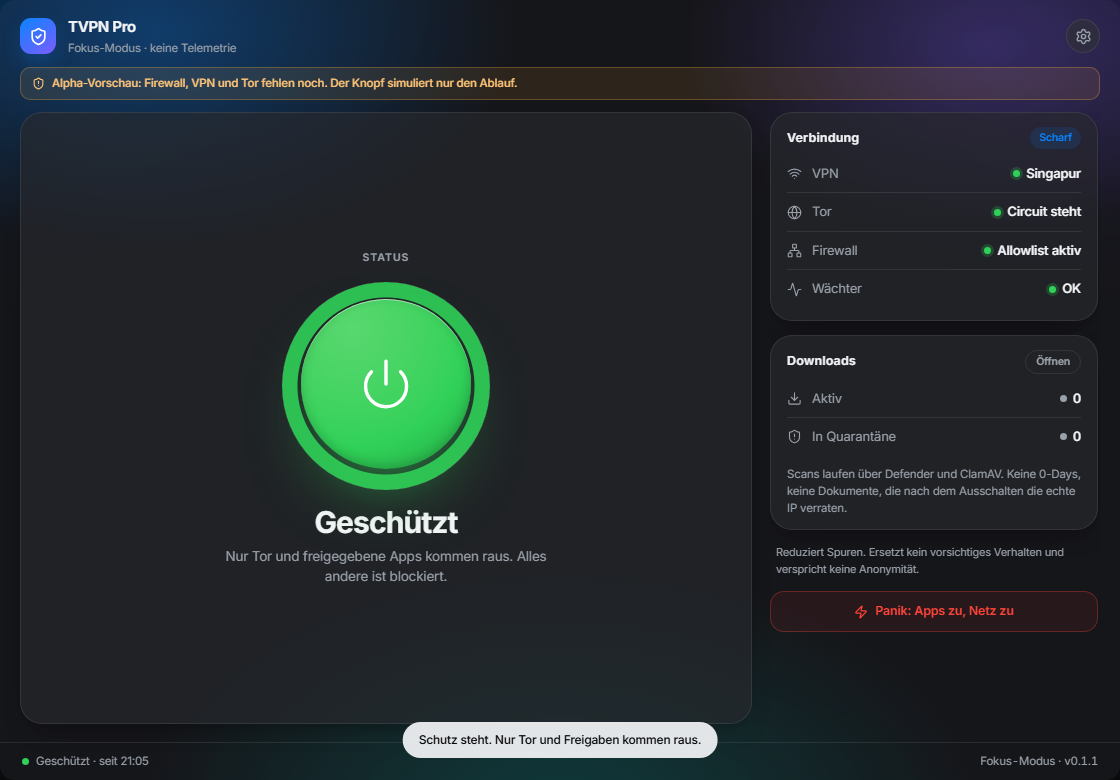 TVPN Pro
Fokus-Modus · keine Telemetrie
Alpha-Vorschau: Firewall, VPN und Tor fehlen noch. Der Knopf simuliert nur den Ablauf.
STATUS
Geschützt
Nur Tor und freigegebene Apps kommen raus. Alles
andere ist blockiert.
Verbindung
Scharf
VPN
Singapur
Tor
Circuit steht
Firewall
Allowlist aktiv
Wächter
OK
Downloads
Öffnen
Aktiv
0
In Quarantäne
0
Scans laufen über Defender und ClamAV. Keine 0-Days,
keine Dokumente, die nach dem Ausschalten die echte
IP verraten.
Reduziert Spuren. Ersetzt kein vorsichtiges Verhalten und
verspricht keine Anonymität.
Panik: Apps zu, Netz zu
Schutz steht. Nur Tor und Freigaben kommen raus.
Geschützt · seit 21:05
Fokus-Modus · v0.1.1